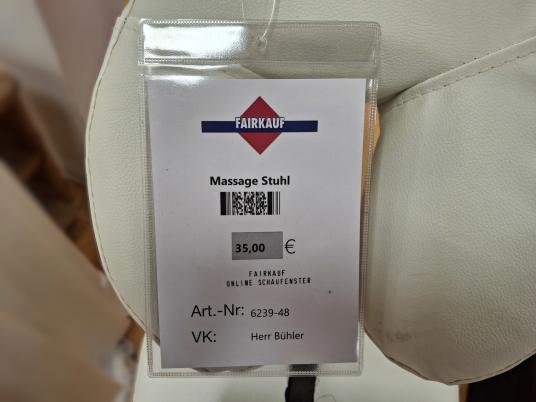 FAIRKAUF
Massage Stuhl
35,00 €
FAIRKAUF
ONLINE SCHAUFENSTER
Art.-Nr: 6239-48
VK: Herr Bühler